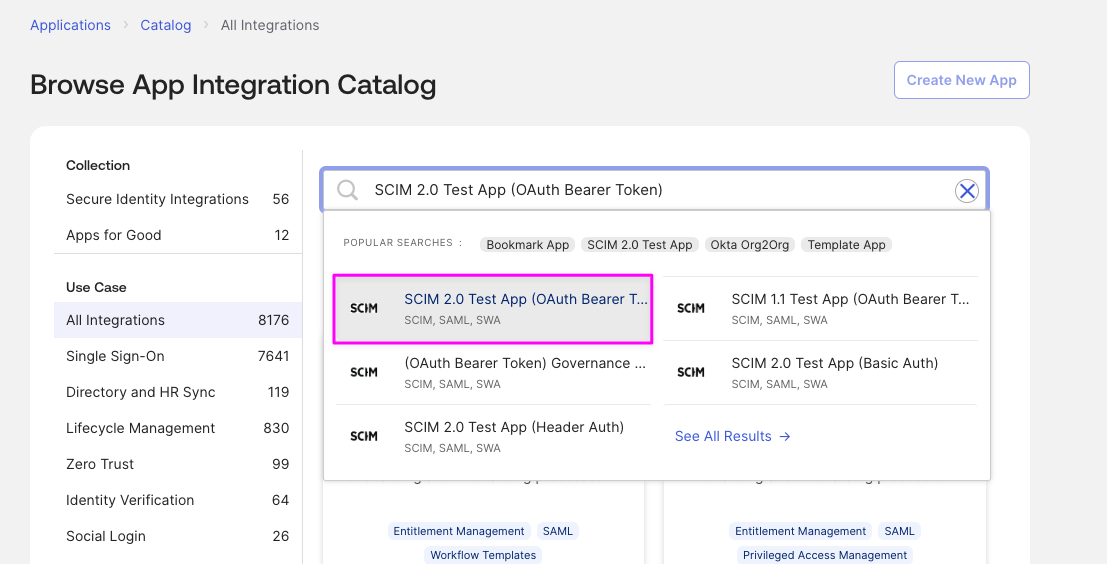 Applications › Catalog › All Integrations
Browse App Integration Catalog
Create New App
Collection
Secure Identity Integrations 56
Apps for Good 12
Use Case
All Integrations 8176
Single Sign-On 7641
Directory and HR Sync 119
Lifecycle Management 830
Zero Trust 99
Identity Verification 64
Social Login 26
SCIM 2.0 Test App (OAuth Bearer Token)
POPULAR SEARCHES : Bookmark App SCIM 2.0 Test App Okta Org2Org Template App
SCIM SCIM 2.0 Test App (OAuth Bearer T...
SCIM, SAML, SWA
SCIM SCIM 1.1 Test App (OAuth Bearer T...
SCIM, SAML, SWA
SCIM (OAuth Bearer Token) Governance ...
SCIM, SAML, SWA
SCIM SCIM 2.0 Test App (Basic Auth)
SCIM, SAML, SWA
SCIM SCIM 2.0 Test App (Header Auth)
SCIM, SAML, SWA
See All Results →
Entitlement Management SAML
Workflow Templates
Entitlement Management SAML
Privileged Access Management